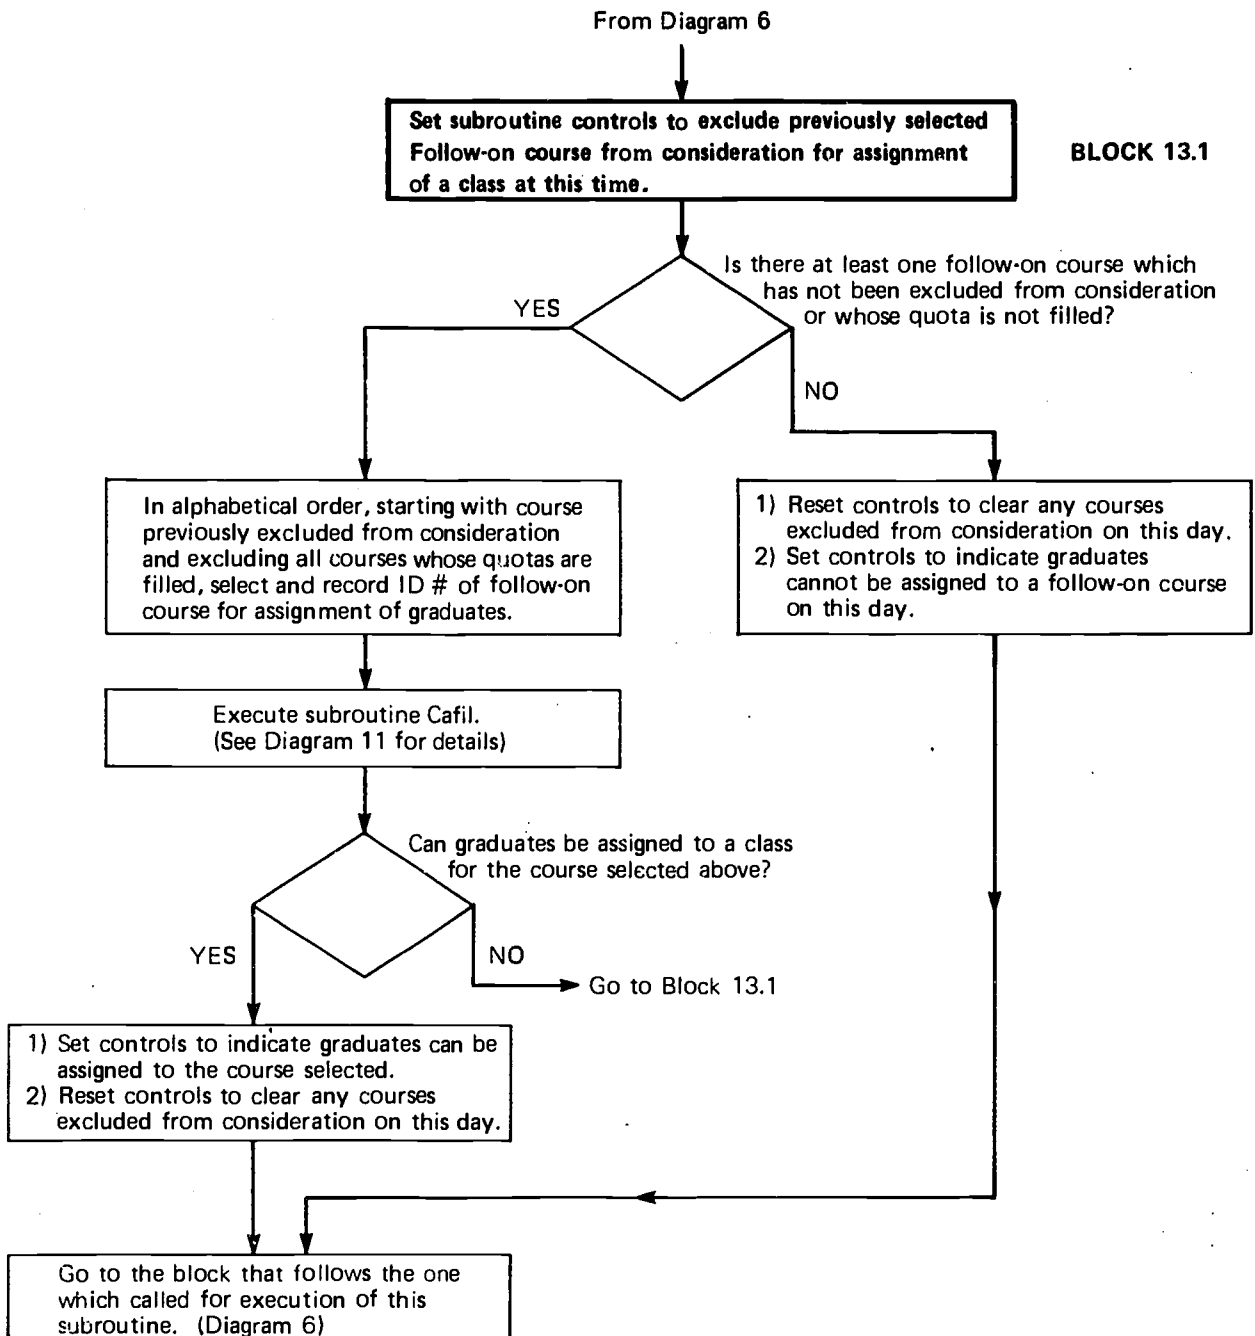 From Diagram 6
Set subroutine controls to exclude previously selected
Follow-on course from consideration for assignment
of a class at this time.
BLOCK 13.1
Is there at least one follow-on course which
has not been excluded from consideration
or whose quota is not filled?
YES
NO
In alphabetical order, starting with course
previously excluded from consideration
and excluding all courses whose quotas are
filled, select and record ID # of follow-on
course for assignment of graduates.
1) Reset controls to clear any courses
excluded from consideration on this day.
2) Set controls to indicate graduates
cannot be assigned to a follow-on course
on this day.
Execute subroutine Cafil.
(See Diagram 11 for details)
Can graduates be assigned to a class
for the course selected above?
YES
NO
Go to Block 13.1
1) Set controls to indicate graduates can be
assigned to the course selected.
2) Reset controls to clear any courses
excluded from consideration on this day.
Go to the block that follows the one
which called for execution of this
subroutine. (Diagram 6)